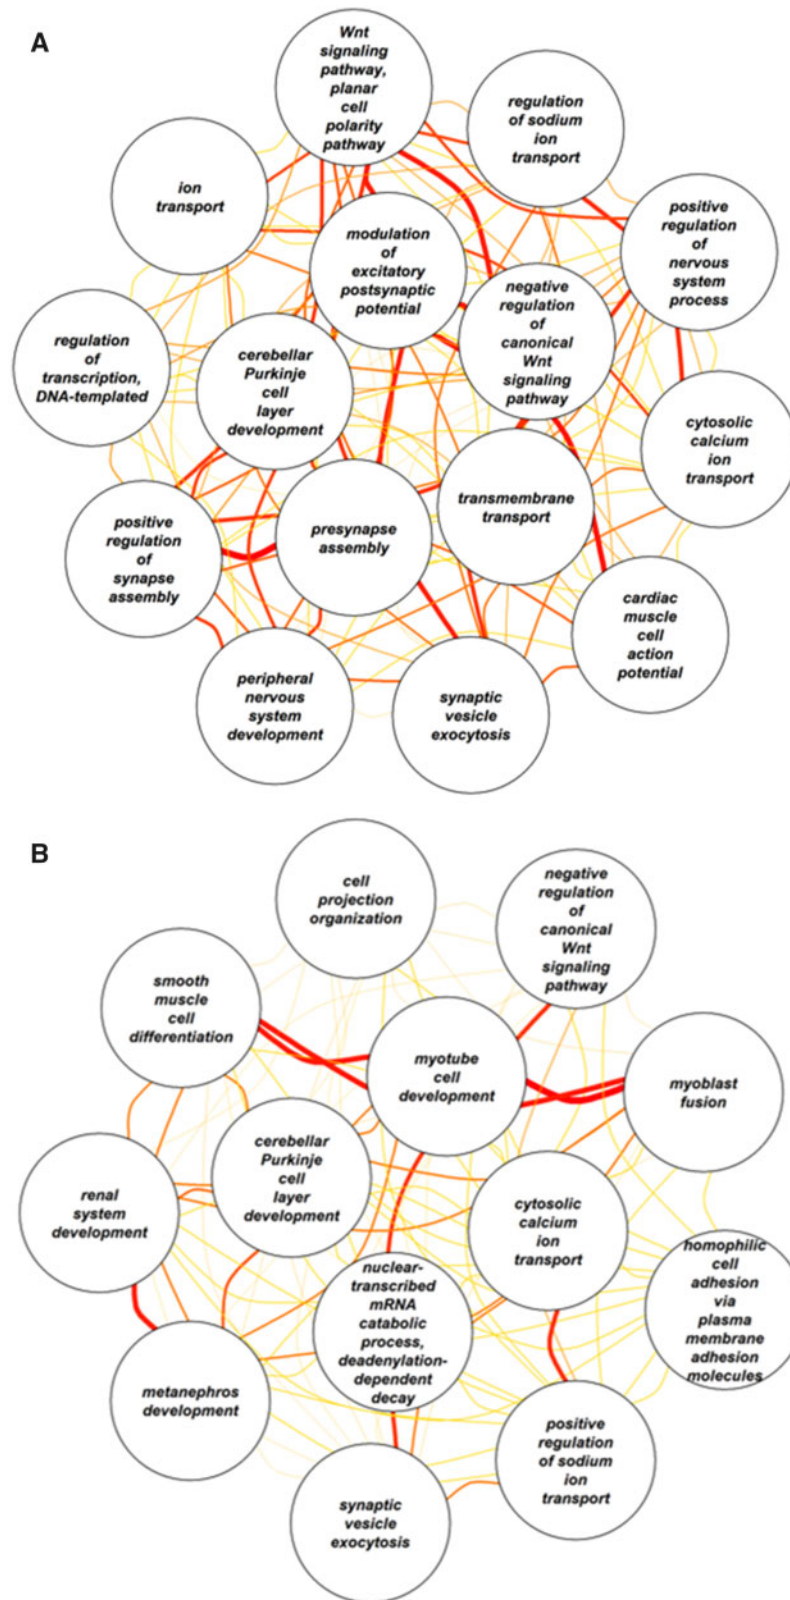 A
Wnt
signaling
pathway,
planar
cell
polarity
pathway
regulation
of sodium
ion
transport
ion
transport
positive
regulation
of
nervous
system
process
modulation
of
excitatory
postsynaptic
potential
negative
regulation
of
canonical
Wnt
signaling
pathway
regulation
of
transcription,
DNA-templated
cerebellar
Purkinje
cell
layer
development
cytosolic
calcium
ion
transport
transmembrane
transport
presynapse
assembly
positive
regulation
of
synapse
assembly
cardiac
muscle
cell
action
potential
peripheral
nervous
system
development
synaptic
vesicle
exocytosis
B
cell
projection
organization
negative
regulation
of
canonical
Wnt
signaling
pathway
smooth
muscle
cell
differentiation
myotube
cell
development
myoblast
fusion
cerebellar
Purkinje
cell
layer
development
renal
system
development
cytosolic
calcium
ion
transport
homophilic
cell
adhesion
via
plasma
membrane
adhesion
molecules
nuclear-
transcribed
mRNA
catabolic
process,
deadenylation-
dependent
decay
metanephros
development
positive
regulation
of sodium
ion
transport
synaptic
vesicle
exocytosis